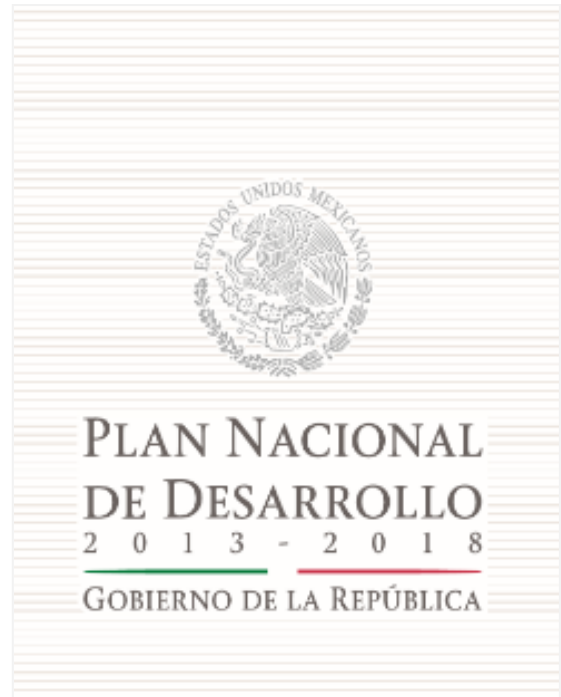 ESTADOS UNIDOS MEXICANOS
PLAN NACIONAL
DE DESARROLLO
2 0 1 3 - 2 0 1 8
GOBIERNO DE LA REPÚBLICA